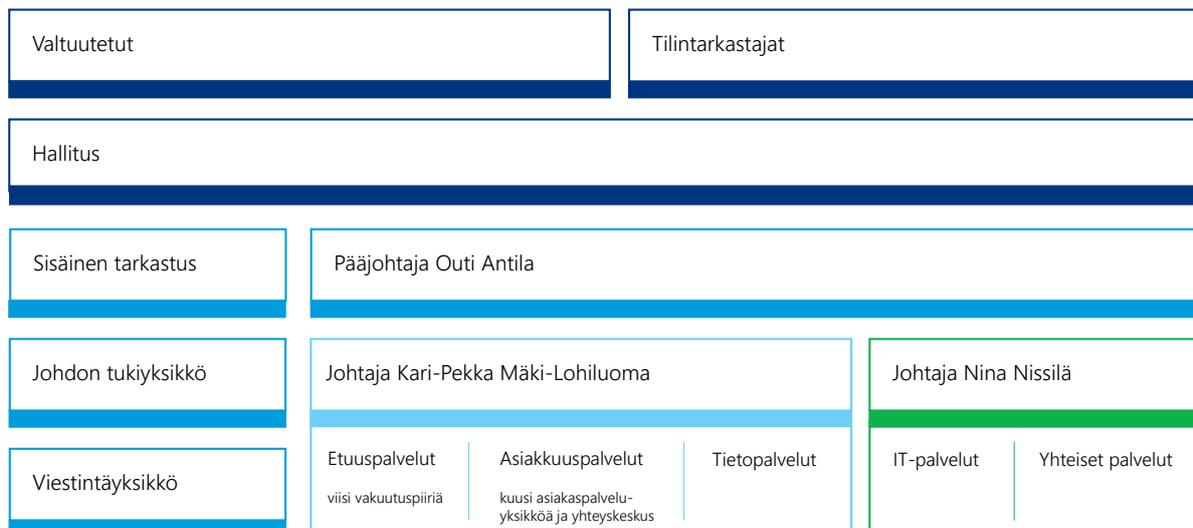 Valtuutetut
Tilintarkastajat
Hallitus
Sisäinen tarkastus
Pääjohtaja Outi Antila
Johdon tukiyksikkö
Johtaja Kari-Pekka Mäki-Lohiluoma
Johtaja Nina Nissilä
Viestintäyksikkö
Etuuspalvelut
viisi vakuutuspiiriä
Asiakkuuspalvelut
kuusi asiakaspalvelu-
yksikköä ja yhteyskeskus
Tietopalvelut
IT-palvelut
Yhteiset palvelut